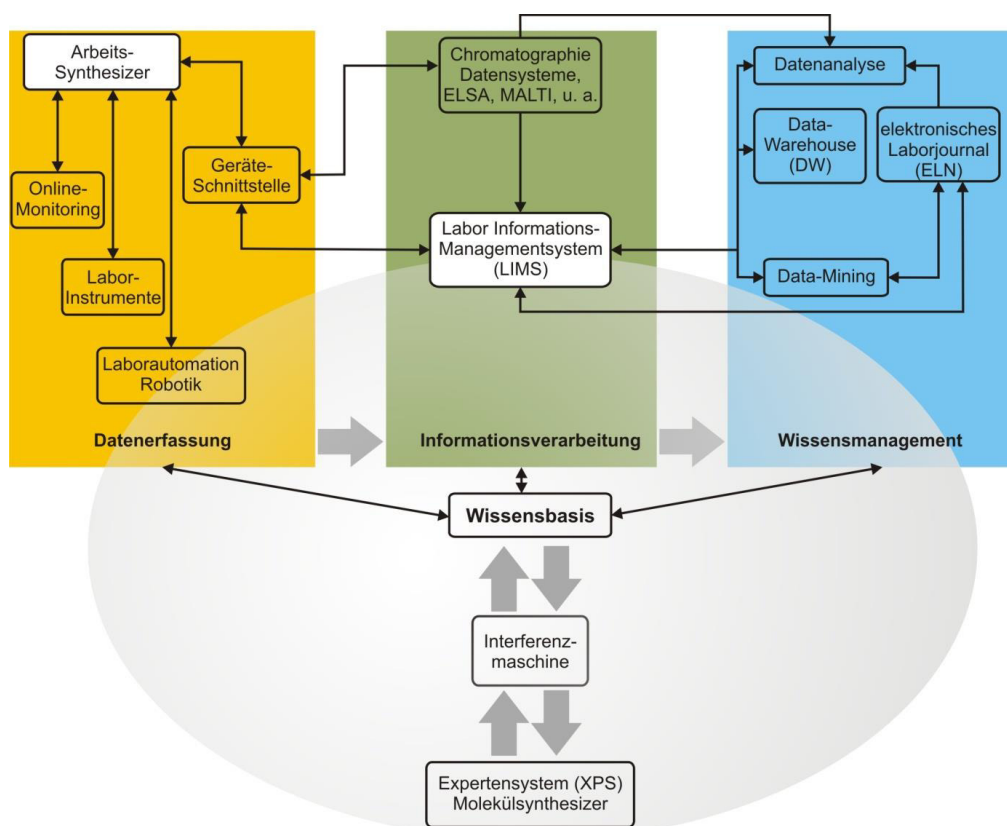 Arbeits-
Synthesizer
Online-
Monitoring
Geräte-
Schnittstelle
Labor-
Instrumente
Laborautomation
Robotik
Datenerfassung
Chromatographie
Datensysteme,
ELSA, MALTI, u. a.
Labor Informations-
Managementsystem
(LIMS)
Informationsverarbeitung
Datenanalyse
Data-
Warehouse
(DW)
elektronisches
Laborjournal
(ELN)
Data-Mining
Wissensmanagement
Wissensbasis
Interferenz-
maschine
Expertensystem (XPS)
Molekülsynthesizer